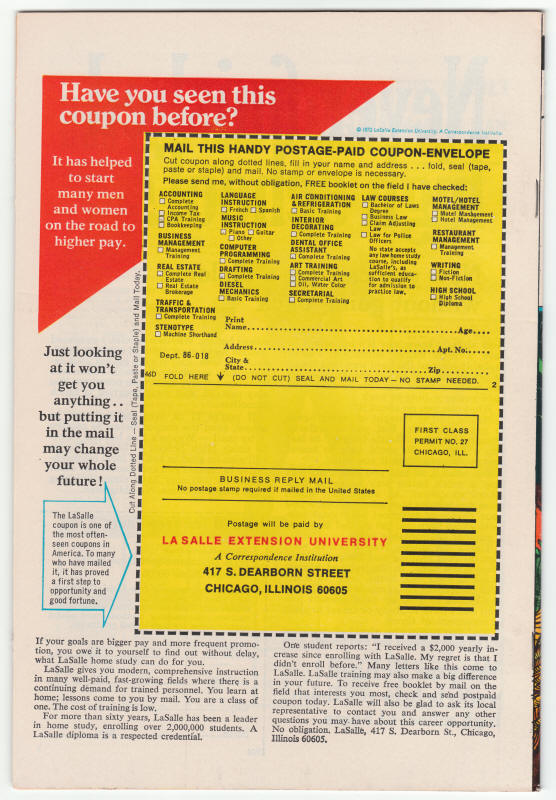 Have you seen this
coupon before?
© 1972 LaSalle Extension University, A Correspondence Institution
It has helped
to start
many men
and women
on the road to
higher pay.
Just looking
at it won't
get you
anything . .
but putting it
in the mail
may change
your whole
future!
The LaSalle
coupon is one of
the most often-
seen coupons in
America. To many
who have mailed
it, it has proved
a first step to
opportunity and
good fortune.
Cut Along Dotted Line — Seal (Tape, Paste or Staple) and Mail Today.
MAIL THIS HANDY POSTAGE-PAID COUPON-ENVELOPE
Cut coupon along dotted lines, fill in your name and address . . . fold, seal (tape,
paste or staple) and mail. No stamp or envelope is necessary.
Please send me, without obligation, FREE booklet on the field I have checked:
ACCOUNTING
Complete
Accounting
Income Tax
CPA Training
Bookkeeping
BUSINESS
MANAGEMENT
Management
Training
REAL ESTATE
Complete Real
Estate
Real Estate
Brokerage
TRAFFIC &
TRANSPORTATION
Complete Training
STENOTYPE
Machine Shorthand
LANGUAGE
INSTRUCTION
French Spanish
MUSIC
INSTRUCTION
Piano Guitar
Other
COMPUTER
PROGRAMMING
Complete Training
DRAFTING
Complete Training
DIESEL
MECHANICS
Basic Training
AIR CONDITIONING
& REFRIGERATION
Basic Training
INTERIOR
DECORATING
Complete Training
DENTAL OFFICE
ASSISTANT
Complete Training
ART TRAINING
Complete Training
Commercial Art
Oil, Water Color
SECRETARIAL
Complete Training
LAW COURSES
Bachelor of Laws
Degree
Business Law
Claim Adjusting
Law
Law for Police
Officers
No state accepts
any law home study
course, including
LaSalle's, as
sufficient educa-
tion to qualify
for admission to
practice law.
MOTEL/HOTEL
MANAGEMENT
Motel Management
Hotel Management
RESTAURANT
MANAGEMENT
Management
Training
WRITING
Fiction
Non-Fiction
HIGH SCHOOL
High School
Diploma
Print
Name Age
Address Apt. No.
Dept. 86-018
City &
State Zip
46D FOLD HERE (DO NOT CUT) SEAL AND MAIL TODAY — NO STAMP NEEDED. 2
FIRST CLASS
PERMIT NO. 27
CHICAGO, ILL.
BUSINESS REPLY MAIL
No postage stamp required if mailed in the United States
Postage will be paid by
LA SALLE EXTENSION UNIVERSITY
A Correspondence Institution
417 S. DEARBORN STREET
CHICAGO, ILLINOIS 60605
If your goals are bigger pay and more frequent promo-
tion, you owe it to yourself to find out without delay,
what LaSalle home study can do for you.
LaSalle gives you modern, comprehensive instruction
in many well-paid, fast-growing fields where there is a
continuing demand for trained personnel. You learn at
home; lessons come to you by mail. You are a class of
one. The cost of training is low.
For more than sixty years, LaSalle has been a leader
in home study, enrolling over 2,000,000 students. A
LaSalle diploma is a respected credential.
One student reports: "I received a $2,000 yearly in-
crease since enrolling with LaSalle. My regret is that I
didn't enroll before." Many letters like this come to
LaSalle. LaSalle training may also make a big difference
in your future. To receive free booklet by mail on the
field that interests you most, check and send postpaid
coupon today. LaSalle will also be glad to ask its local
representative to contact you and answer any other
questions you may have about this career opportunity.
No obligation. LaSalle, 417 S. Dearborn St., Chicago,
Illinois 60605.